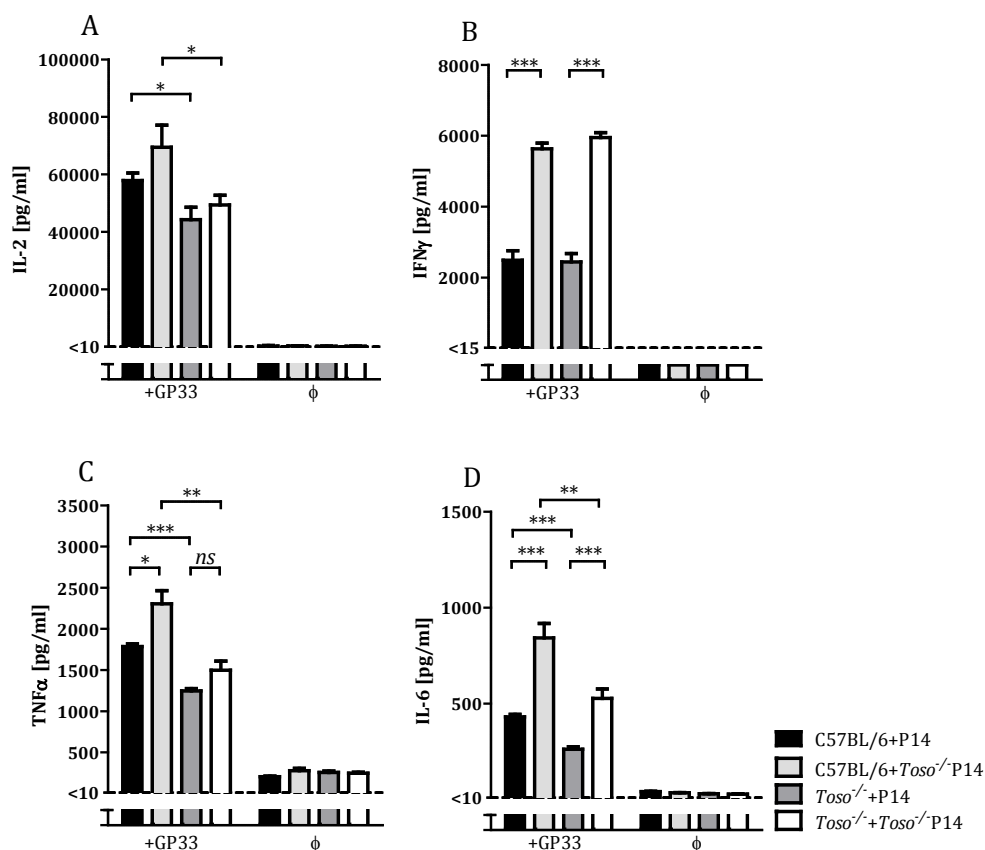 A
*
*
IL-2 [pg/ml]
100000
80000
60000
40000
20000
<10
+GP33
ϕ
B
***
***
IFNγ [pg/ml]
8000
6000
4000
2000
<15
+GP33
ϕ
C
**
***
*
ns
TNFα [pg/ml]
3500
3000
2500
2000
1500
1000
500
<10
+GP33
ϕ
D
**
***
***
***
IL-6 [pg/ml]
1500
1000
500
<10
+GP33
ϕ
C57BL/6+P14
C57BL/6+Toso-/-P14
Toso-/-+P14
Toso-/-+Toso-/-P14